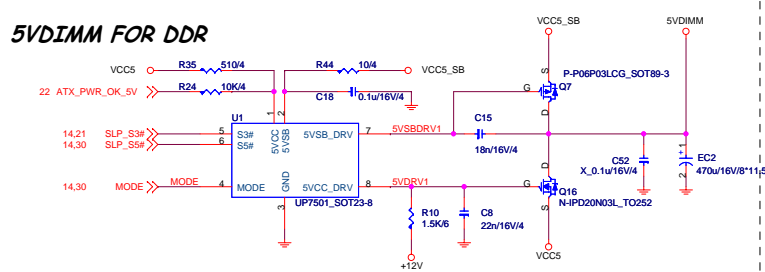 5VDIMM FOR DDR
VCC5_SB
5VDIMM
VCC5
R35
510/4
R44
10/4
VCC5_SB
P-P06P03LCG_SOT89-3
22 ATX_PWR_OK_5V
R24
10K/4
C18
0.1u/16V/4
S
G
Q7
D
U1
1
2
C15
14,21 SLP_S3#
5
S3#
5VCC
5VSB
5VSB_DRV
7
5VSBDRV1
14,30 SLP_S5#
6
S5#
18n/16V/4
C52
X_0.1u/16V/4
+
1
EC2
470u/16V/8*11.5
2
D
14,30 MODE
MODE
4
MODE
GND
5VCC_DRV
8
5VDRV1
G
Q16
UP7501_SOT23-8
3
R10
1.5K/6
C8
22n/16V/4
S
N-IPD20N03L_TO252
+12V
VCC5